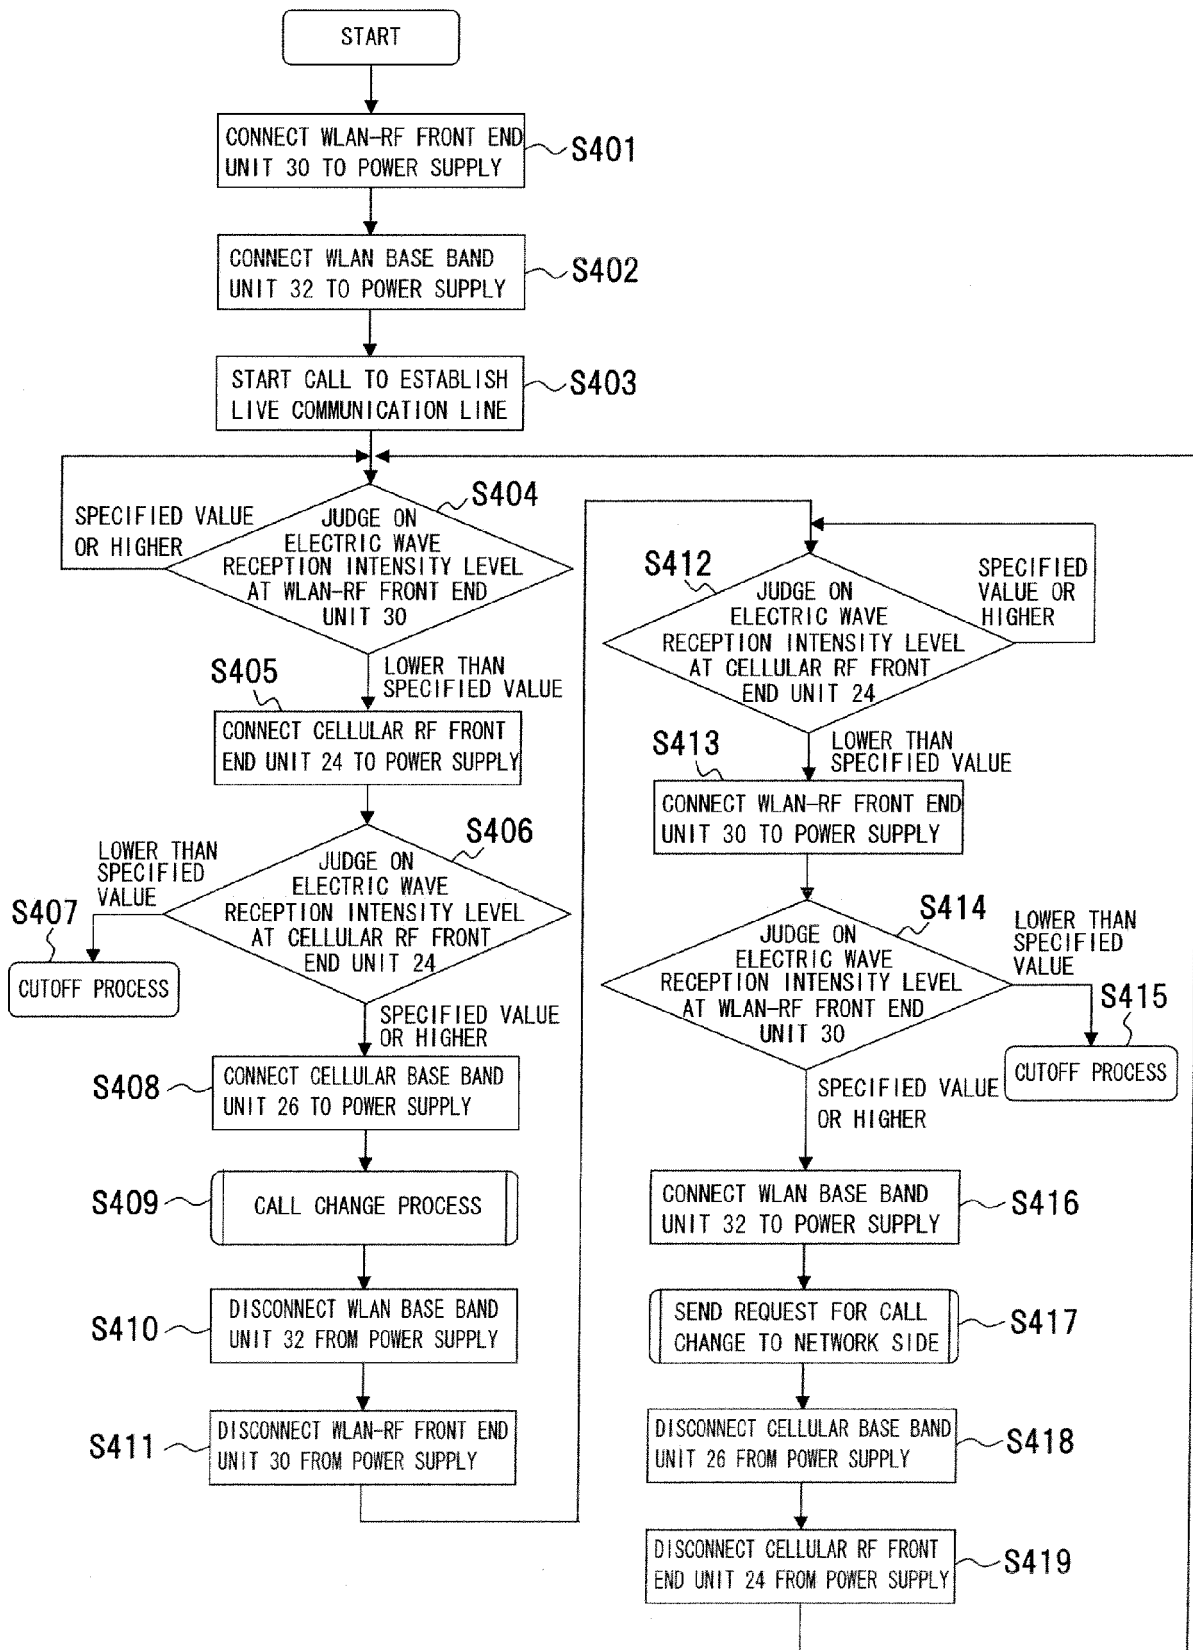 START
CONNECT WLAN-RF FRONT END
UNIT 30 TO POWER SUPPLY
S401
CONNECT WLAN BASE BAND
UNIT 32 TO POWER SUPPLY
S402
START CALL TO ESTABLISH
LIVE COMMUNICATION LINE
S403
SPECIFIED VALUE
OR HIGHER
S404
JUDGE ON
ELECTRIC WAVE
RECEPTION INTENSITY LEVEL
AT WLAN-RF FRONT END
UNIT 30
LOWER THAN
SPECIFIED VALUE
S405
CONNECT CELLULAR RF FRONT
END UNIT 24 TO POWER SUPPLY
S406
JUDGE ON
ELECTRIC WAVE
RECEPTION INTENSITY LEVEL
AT CELLULAR RF FRONT
END UNIT 24
LOWER THAN
SPECIFIED
VALUE
S407
CUTOFF PROCESS
SPECIFIED VALUE
OR HIGHER
S408
CONNECT CELLULAR BASE BAND
UNIT 26 TO POWER SUPPLY
S409
CALL CHANGE PROCESS
S410
DISCONNECT WLAN BASE BAND
UNIT 32 FROM POWER SUPPLY
S411
DISCONNECT WLAN-RF FRONT END
UNIT 30 FROM POWER SUPPLY
S412
JUDGE ON
ELECTRIC WAVE
RECEPTION INTENSITY LEVEL
AT CELLULAR RF FRONT
END UNIT 24
SPECIFIED
VALUE OR
HIGHER
LOWER THAN
SPECIFIED VALUE
S413
CONNECT WLAN-RF FRONT END
UNIT 30 TO POWER SUPPLY
S414
JUDGE ON
ELECTRIC WAVE
RECEPTION INTENSITY LEVEL
AT WLAN-RF FRONT END
UNIT 30
LOWER THAN
SPECIFIED
VALUE
S415
CUTOFF PROCESS
SPECIFIED VALUE
OR HIGHER
CONNECT WLAN BASE BAND
UNIT 32 TO POWER SUPPLY
S416
SEND REQUEST FOR CALL
CHANGE TO NETWORK SIDE
S417
DISCONNECT CELLULAR BASE BAND
UNIT 26 FROM POWER SUPPLY
S418
DISCONNECT CELLULAR RF FRONT
END UNIT 24 FROM POWER SUPPLY
S419